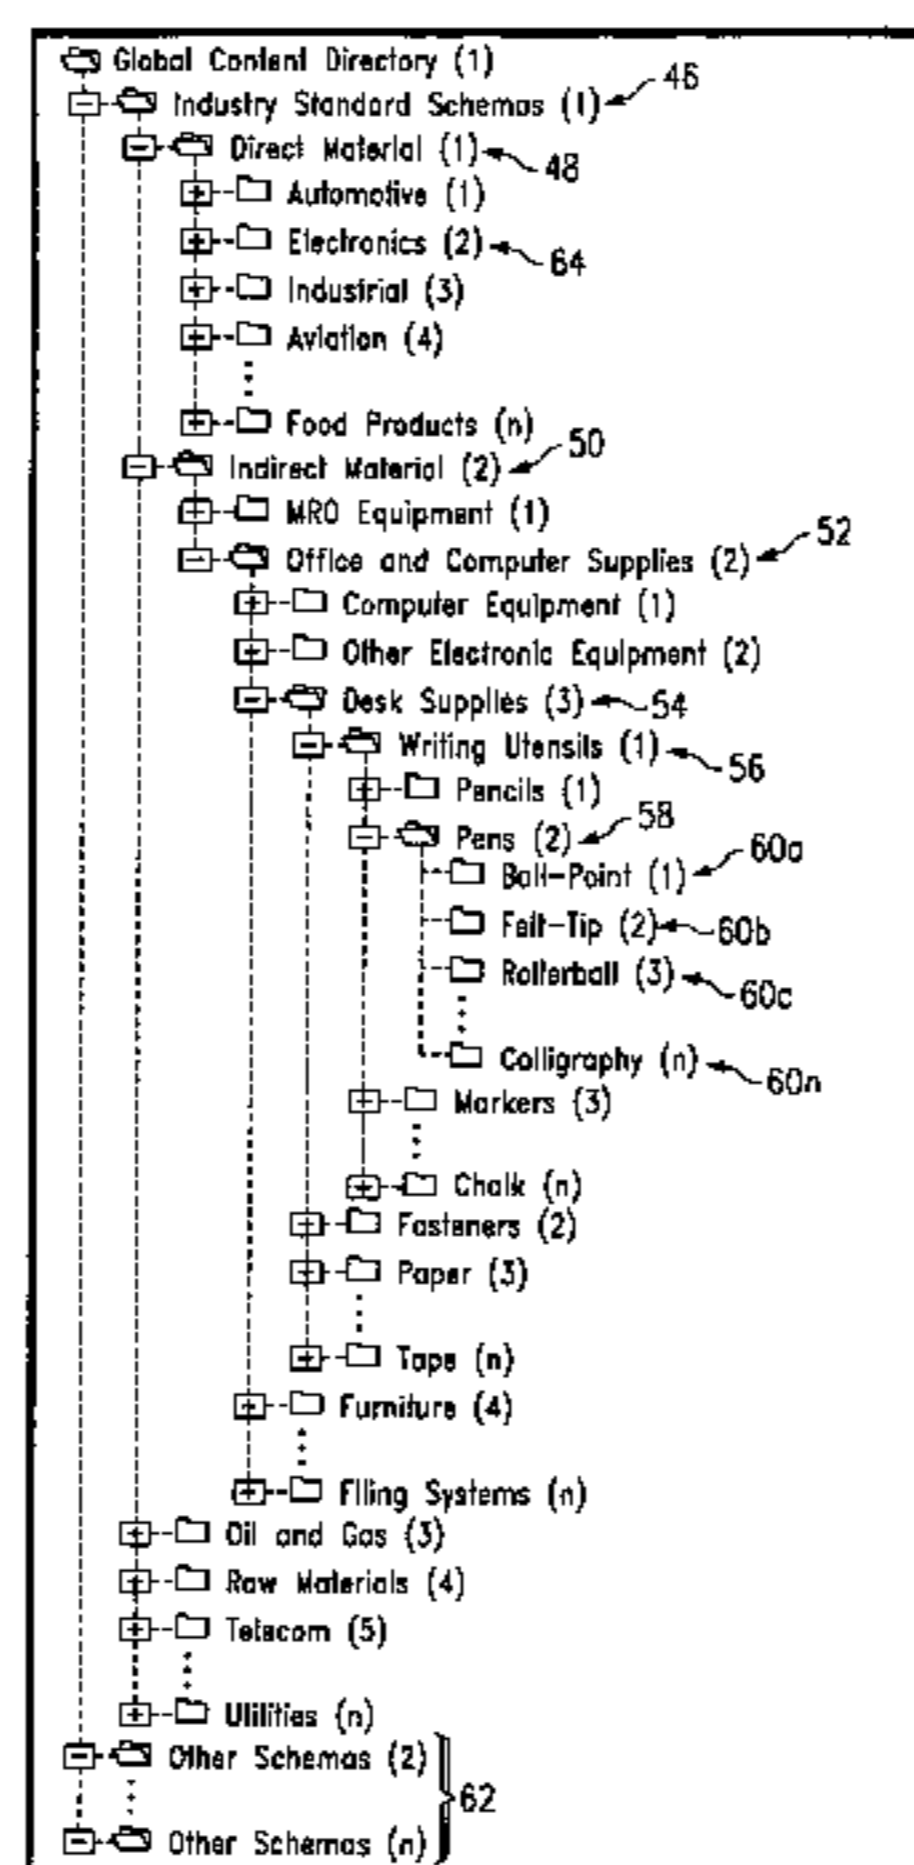 Global Content Directory (1)
Industry Standard Schemas (1) 46
Direct Material (1) 48
Automotive (1)
Electronics (2) 64
Industrial (3)
Aviation (4)
Food Products (n)
Indirect Material (2) 50
MRO Equipment (1)
Office and Computer Supplies (2) 52
Computer Equipment (1)
Other Electronic Equipment (2)
Desk Supplies (3) 54
Writing Utensils (1) 56
Pencils (1)
Pens (2) 58
Ball-Point (1) 60a
Felt-Tip (2) 60b
Rollerball (3) 60c
Calligraphy (n) 60n
Markers (3)
Chalk (n)
Fasteners (2)
Paper (3)
Tape (n)
Furniture (4)
Filing Systems (n)
Oil and Gas (3)
Raw Materials (4)
Telecom (5)
Utilities (n)
Other Schemas (2)
62
Other Schemas (n)